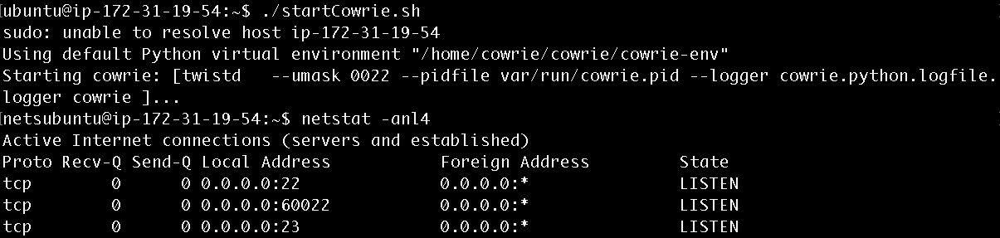 [ubuntu@ip-172-31-19-54:~$ ./startCowrie.sh
sudo: unable to resolve host ip-172-31-19-54
Using default Python virtual environment "/home/cowrie/cowrie/cowrie-env"
Starting cowrie: [twistd   --umask 0022 --pidfile var/run/cowrie.pid --logger cowrie.python.logfile.
logger cowrie ]...
[netsubuntu@ip-172-31-19-54:~$ netstat -anl4
Active Internet connections (servers and established)
Proto Recv-Q Send-Q Local Address           Foreign Address         State
tcp        0      0 0.0.0.0:22              0.0.0.0:*               LISTEN
tcp        0      0 0.0.0.0:60022           0.0.0.0:*               LISTEN
tcp        0      0 0.0.0.0:23              0.0.0.0:*               LISTEN